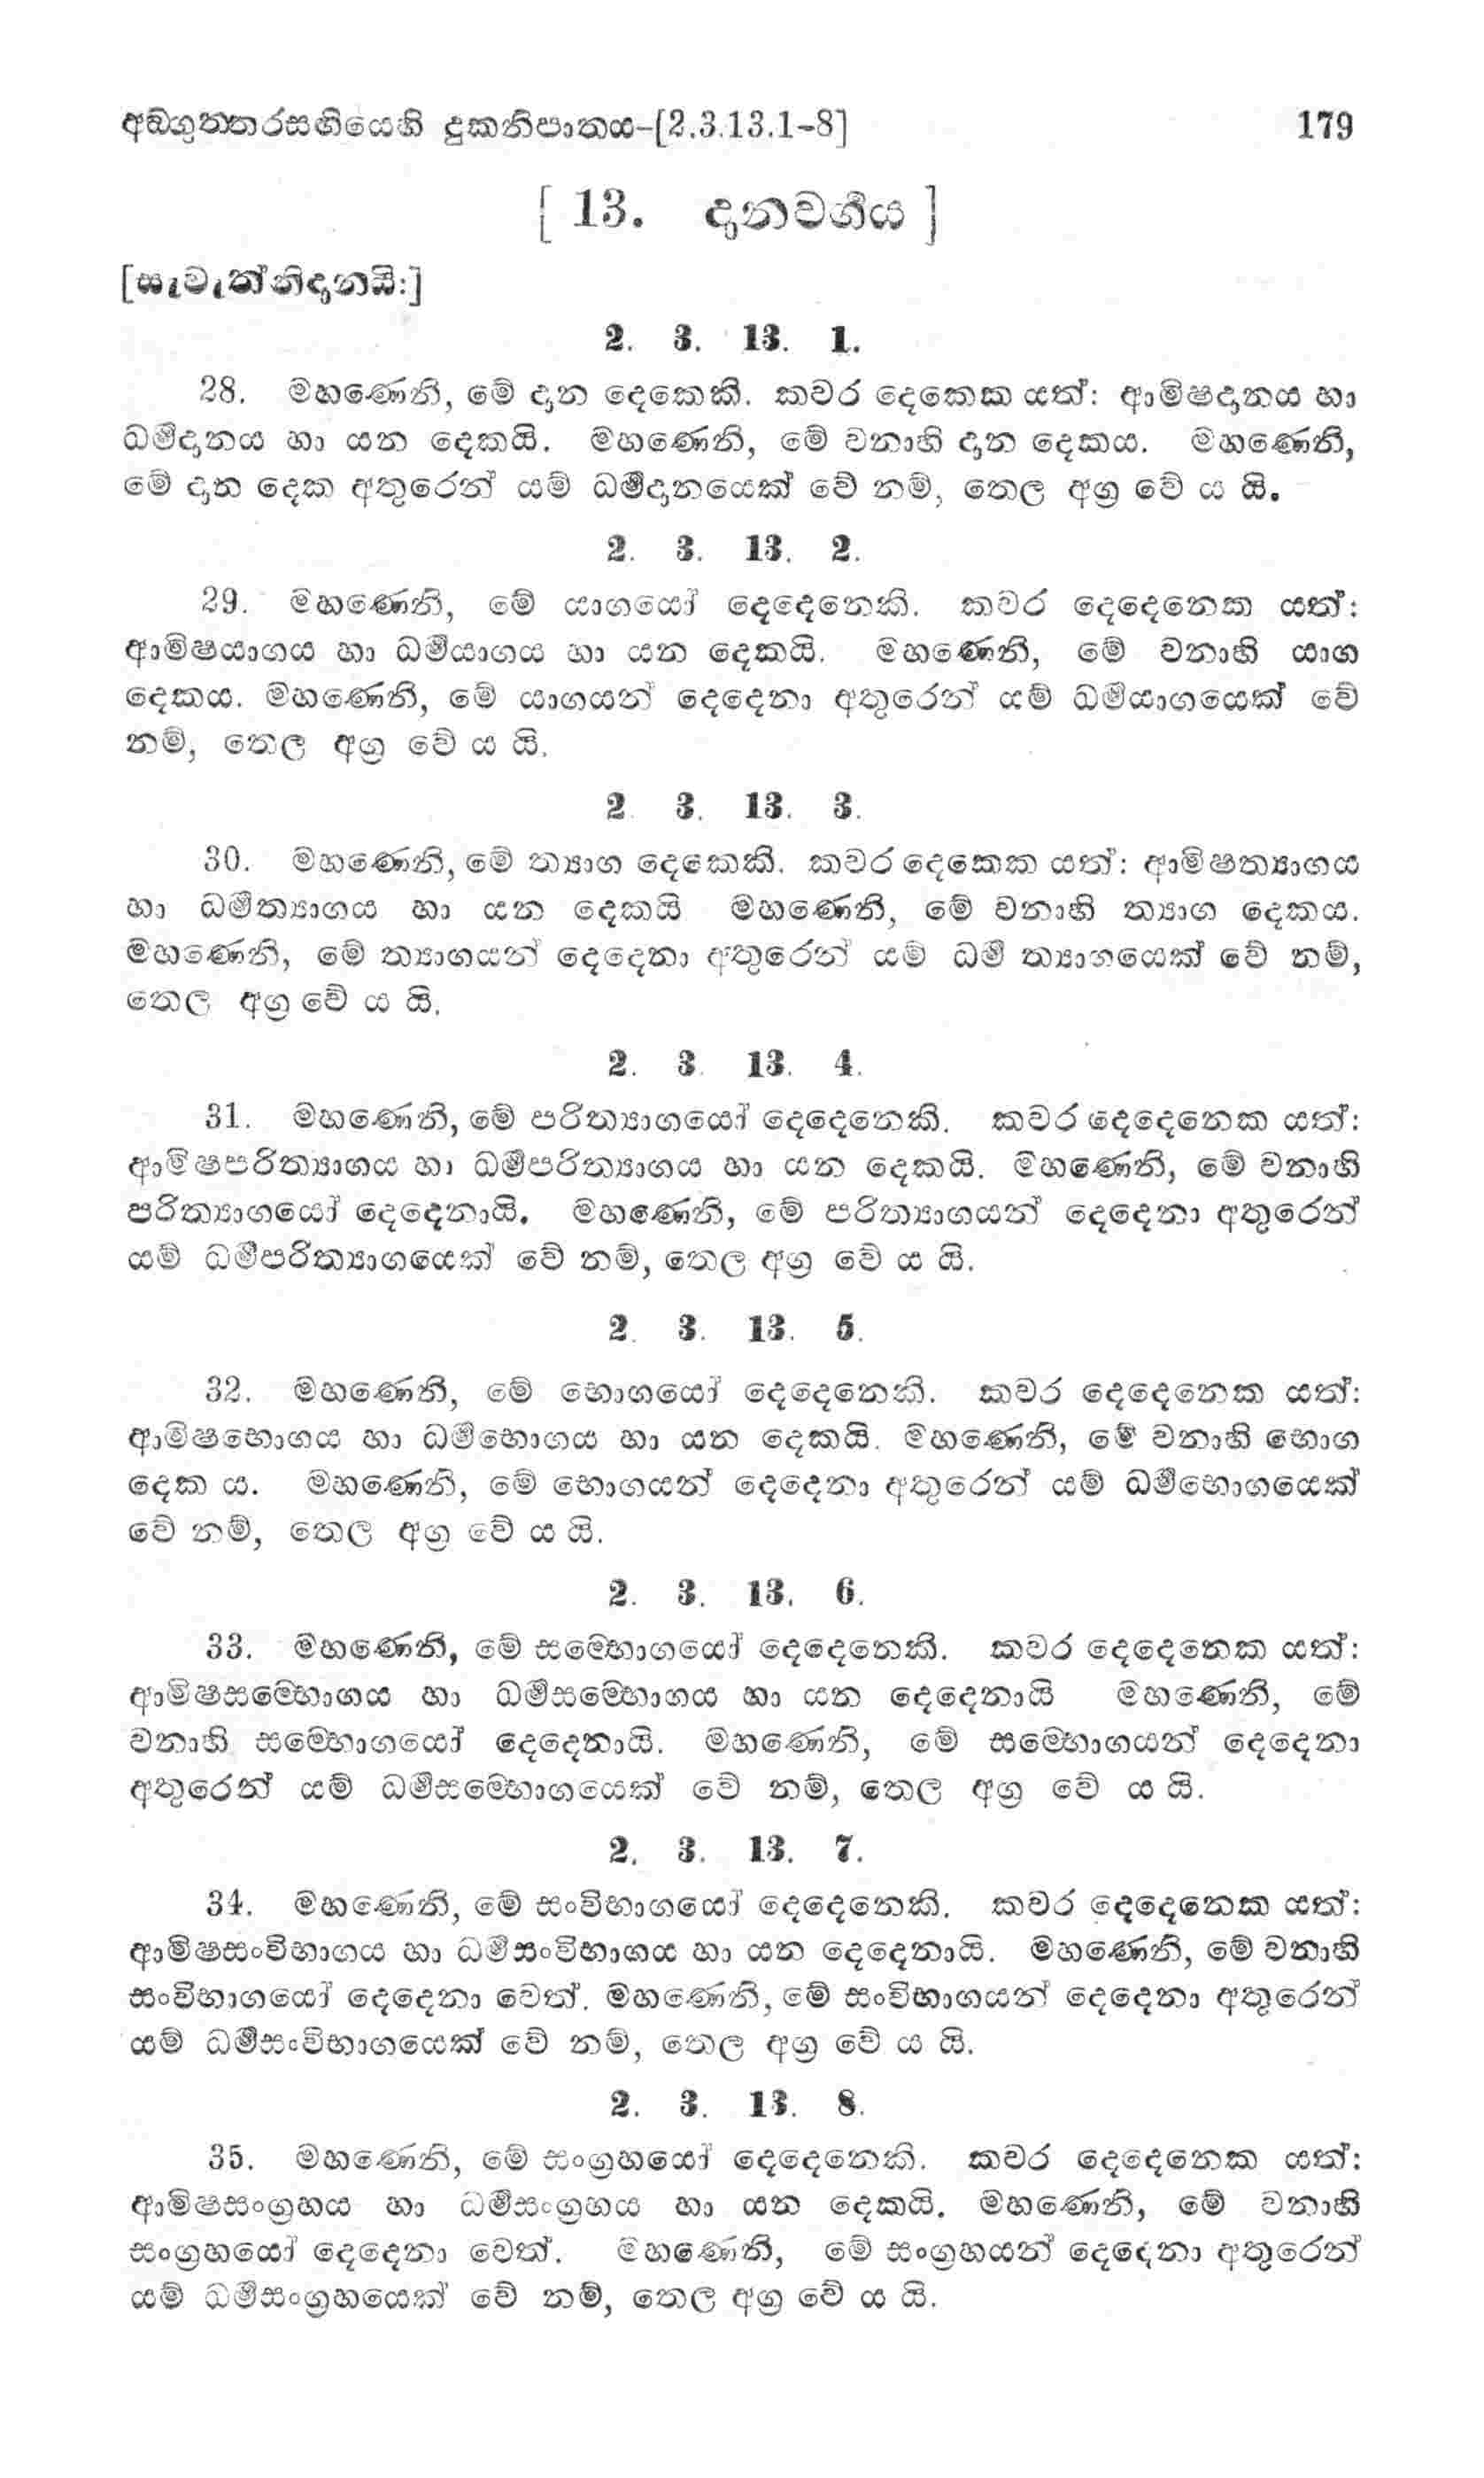 අඞ්ගුත්තරසඟියෙහි දුකනිපාතය-[2.3.13.1-8] 179
[ 13. දානවර්‍ගය ]
[සැවැත්නිදානයි:]
2. 3. 13. 1.
28. මහණෙනි, මේ දාන දෙකෙකි. කවර දෙකෙක යත්: ආමිෂදානය හා
ධර්‍මදානය හා යන දෙකයි. මහණෙනි, මේ වනාහි දාන දෙකය. මහණෙනි,
මේ දාන දෙක අතුරෙන් යම් ධර්‍මදානයෙක් වේ නම්, තෙල අග්‍ර වේ ය යි.
2. 3. 13. 2.
29. මහණෙනි, මේ යාගයෝ දෙදෙනෙකි. කවර දෙදෙනෙක යත්:
ආමිෂයාගය හා ධර්‍මයාගය හා යන දෙකයි. මහණෙනි, මේ වනාහි යාග
දෙකය. මහණෙනි, මේ යාගයන් දෙදෙනා අතුරෙන් යම් ධර්‍මයාගයෙක් වේ
නම්, තෙල අග්‍ර වේ ය යි.
2. 3. 13. 3.
30. මහණෙනි, මේ ත්‍යාග දෙකෙකි. කවර දෙකෙක යත්: ආමිෂත්‍යාගය
හා ධර්‍මත්‍යාගය හා යන දෙකයි මහණෙනි, මේ වනාහි ත්‍යාග දෙකය.
මහණෙනි, මේ ත්‍යාගයන් දෙදෙනා අතුරෙන් යම් ධර්‍ම ත්‍යාගයෙක් වේ නම්,
තෙල අග්‍ර වේ ය යි.
2. 3. 13. 4.
31. මහණෙනි, මේ පරිත්‍යාගයෝ දෙදෙනෙකි. කවර දෙදෙනෙක යත්:
ආමිෂපරිත්‍යාගය හා ධර්‍මපරිත්‍යාගය හා යන දෙකයි. මහණෙනි, මේ වනාහි
පරිත්‍යාගයෝ දෙදෙනායි. මහණෙනි, මේ පරිත්‍යාගයන් දෙදෙනා අතුරෙන්
යම් ධර්‍මපරිත්‍යාගයෙක් වේ නම්, තෙල අග්‍ර වේ ය යි.
2. 3. 13. 5.
32. මහණෙනි, මේ භොගයෝ දෙදෙනෙකි. කවර දෙදෙනෙක යත්:
ආමිෂභොගය හා ධර්‍මභොගය හා යන දෙකයි. මහණෙනි, මේ වනාහි භොග
දෙක ය. මහණෙනි, මේ භොගයන් දෙදෙනා අතුරෙන් යම් ධර්‍මභොගයෙක්
වේ නම්, තෙල අග්‍ර වේ ය යි.
2. 3. 13. 6.
33. මහණෙනි, මේ සම්භොගයෝ දෙදෙනෙකි. කවර දෙදෙනෙක යත්:
ආමිෂසම්භොගය හා ධර්‍මසම්භොගය හා යන දෙදෙනායි මහණෙනි, මේ
වනාහි සම්භොගයෝ දෙදෙනායි. මහණෙනි, මේ සම්භොගයන් දෙදෙනා
අතුරෙන් යම් ධර්‍මසම්භොගයෙක් වේ නම්, තෙල අග්‍ර වේ ය යි.
2. 3. 13. 7.
34. මහණෙනි, මේ සංවිභාගයෝ දෙදෙනෙකි. කවර දෙදෙනෙක යත්:
ආමිෂසංවිභාගය හා ධර්‍මසංවිභාගය හා යන දෙදෙනායි. මහණෙනි, මේ වනාහි
සංවිභාගයෝ දෙදෙනා වෙත්. මහණෙනි, මේ සංවිභාගයන් දෙදෙනා අතුරෙන්
යම් ධර්‍මසංවිභාගයෙක් වේ නම්, තෙල අග්‍ර වේ ය යි.
2. 3. 13. 8.
35. මහණෙනි, මේ සංග්‍රහයෝ දෙදෙනෙකි. කවර දෙදෙනෙක යත්:
ආමිෂසංග්‍රහය හා ධර්‍මසංග්‍රහය හා යන දෙකයි. මහණෙනි, මේ වනාහි
සංග්‍රහයෝ දෙදෙනා වෙත්. මහණෙනි, මේ සංග්‍රහයන් දෙදෙනා අතුරෙන්
යම් ධර්‍මසංග්‍රහයෙක් වේ නම්, තෙල අග්‍ර වේ ය යි.